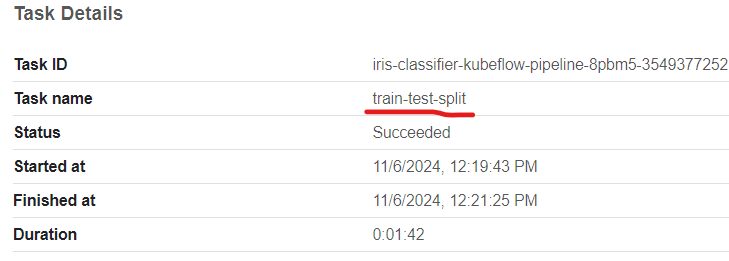 Task Details
Task ID iris-classifier-kubeflow-pipeline-8pbm5-3549377252
Task name train-test-split
Status Succeeded
Started at 11/6/2024, 12:19:43 PM
Finished at 11/6/2024, 12:21:25 PM
Duration 0:01:42